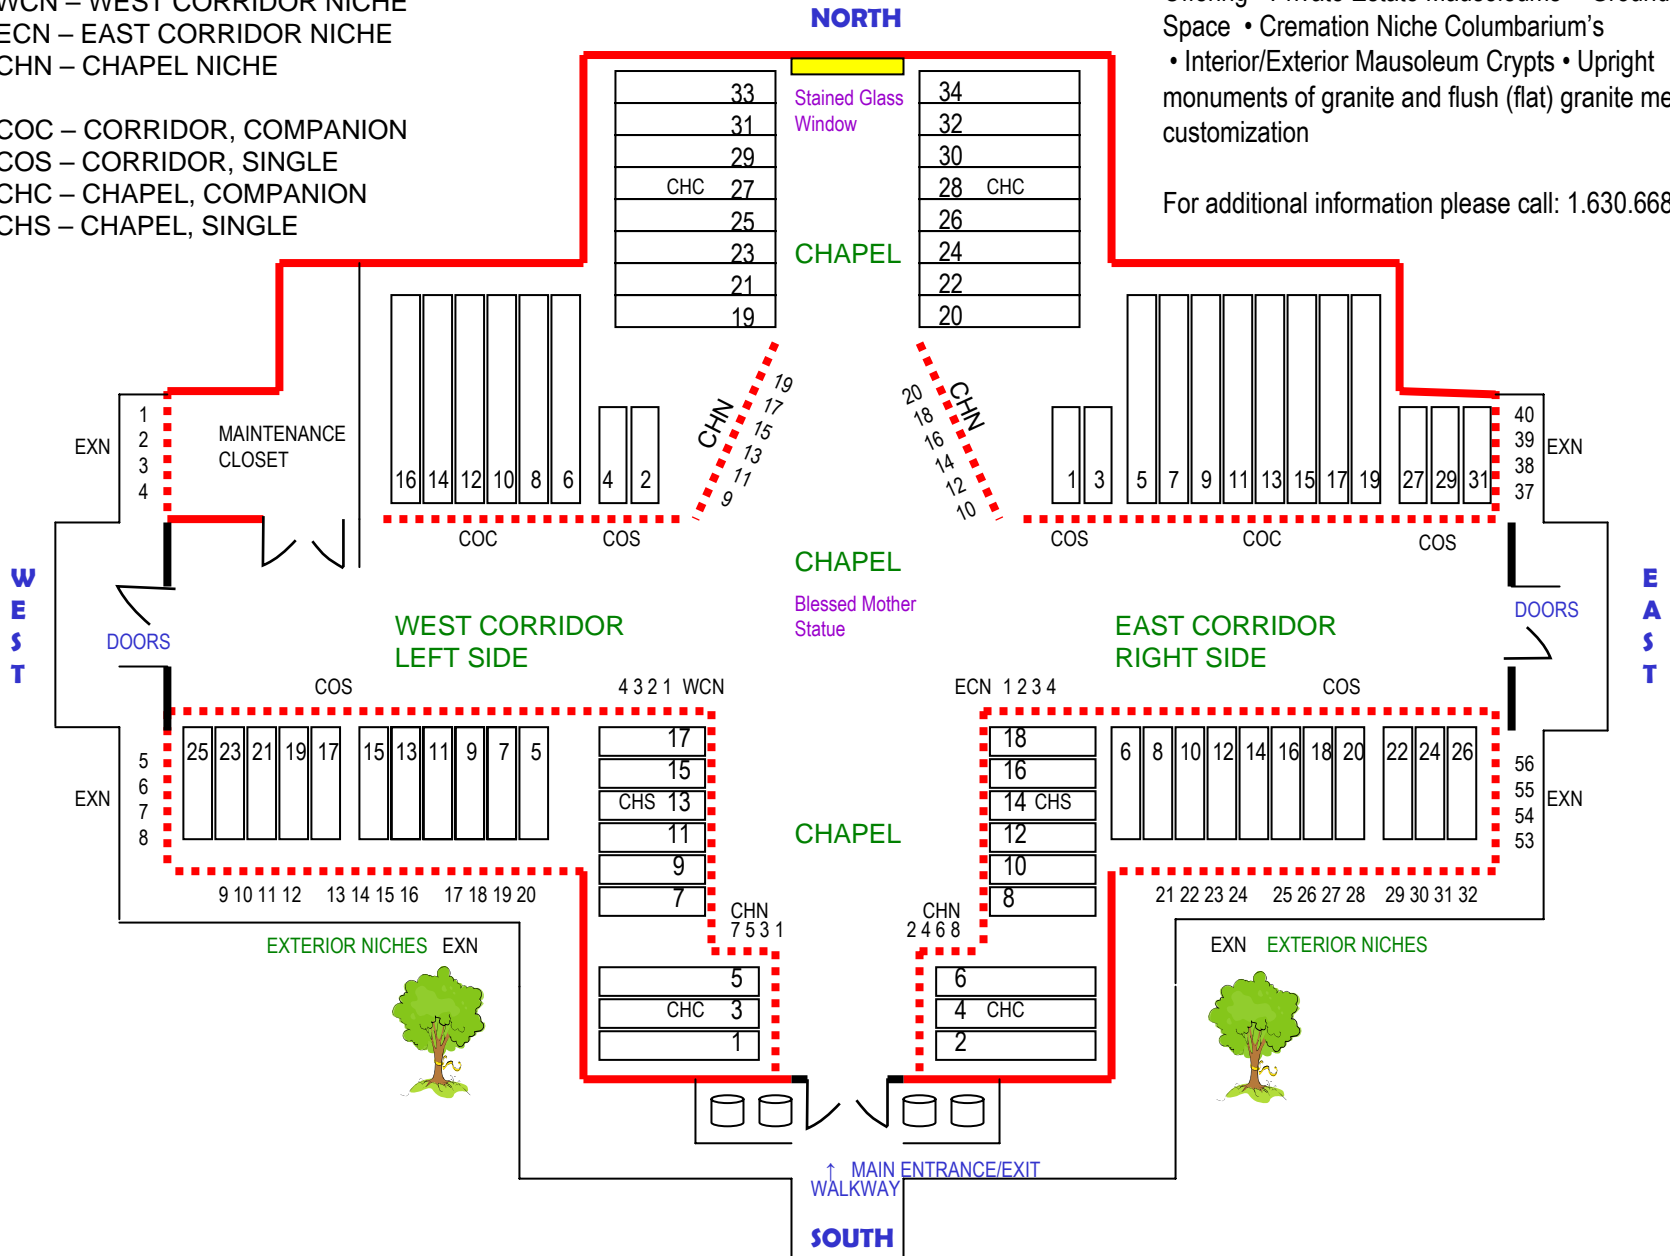 WCN – WEST CORRIDOR NICHE
ECN – EAST CORRIDOR NICHE
CHN – CHAPEL NICHE
COC – CORRIDOR, COMPANION
COS – CORRIDOR, SINGLE
CHC – CHAPEL, COMPANION
CHS – CHAPEL, SINGLE
NORTH
Offering • Private Estate Mausoleums • Ground
Space • Cremation Niche Columbarium's
• Interior/Exterior Mausoleum Crypts • Upright
monuments of granite and flush (flat) granite
customization
For additional information please call: 1.630.668
Stained Glass
Window
33
31
29
CHC 27
25
23
21
19
34
32
30
28 CHC
26
24
22
20
CHAPEL
EXN
1
2
3
4
MAINTENANCE
CLOSET
16 14 12 10 8 6
4 2
CHN
19
17
15
13
11
9
CHN
20
18
16
14
12
10
1 3
5 7 9 11 13 15 17 19
27 29 31
40
39
38
37
EXN
COC
COS
COS
COC
COS
CHAPEL
Blessed Mother
Statue
WEST
DOORS
WEST CORRIDOR
LEFT SIDE
EAST CORRIDOR
RIGHT SIDE
DOORS
EAST
COS
4 3 2 1 WCN
ECN 1 2 3 4
COS
25 23 21 19 17
15 13 11 9 7 5
17
15
CHS 13
11
9
7
18
16
14 CHS
12
10
8
6 8 10 12 14 16 18 20
22 24 26
EXN
5
6
7
8
56
55
54
53
EXN
CHAPEL
9 10 11 12
13 14 15 16
17 18 19 20
CHN
7 5 3 1
CHN
2 4 6 8
21 22 23 24
25 26 27 28
29 30 31 32
EXTERIOR NICHES EXN
EXN EXTERIOR NICHES
5
CHC 3
1
6
4 CHC
2
↑ MAIN ENTRANCE/EXIT
WALKWAY
SOUTH